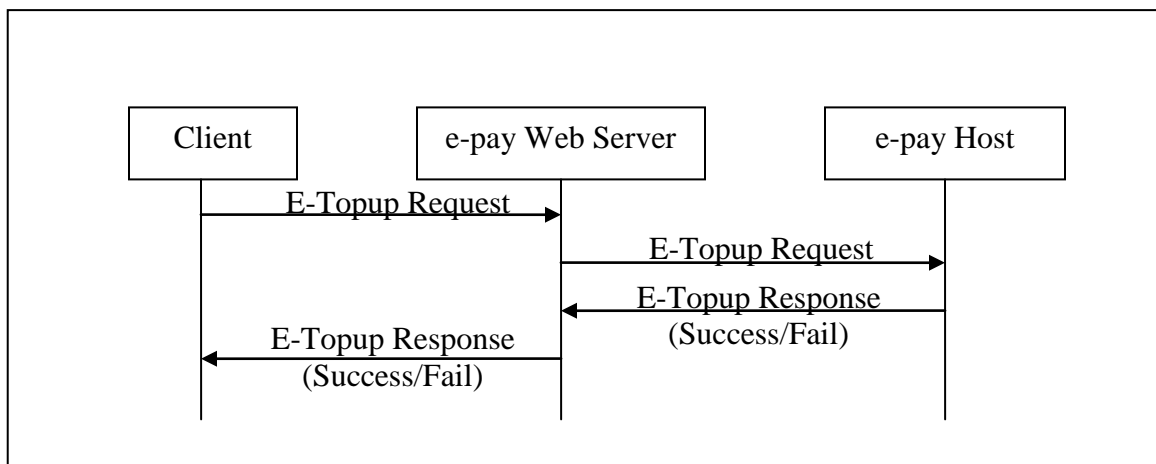 Client
e-pay Web Server
e-pay Host
E-Topup Request
E-Topup Request
E-Topup Response
(Success/Fail)
E-Topup Response
(Success/Fail)